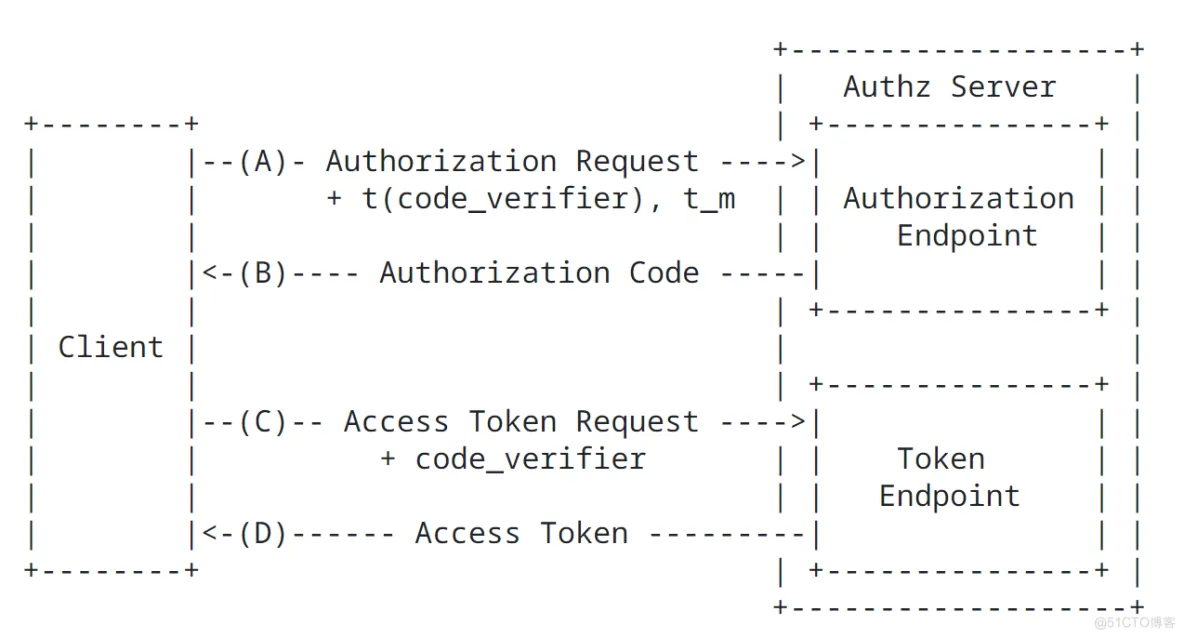 +-------------------+
|   Authz Server    |
+--------+                                | +---------------+ |
|        |--(A)- Authorization Request ---->|               | |
|        |       + t(code_verifier), t_m  | | Authorization | |
|        |                                | |    Endpoint   | |
|        |<-(B)---- Authorization Code -----|               | |
|        |                                | +---------------+ |
| Client |                                |                   |
|        |                                | +---------------+ |
|        |--(C)-- Access Token Request ---->|               | |
|        |          + code_verifier       | |    Token      | |
|        |                                | |   Endpoint    | |
|        |<-(D)------ Access Token ---------|               | |
+--------+                                | +---------------+ |
+-------------------+
@51CTO博客